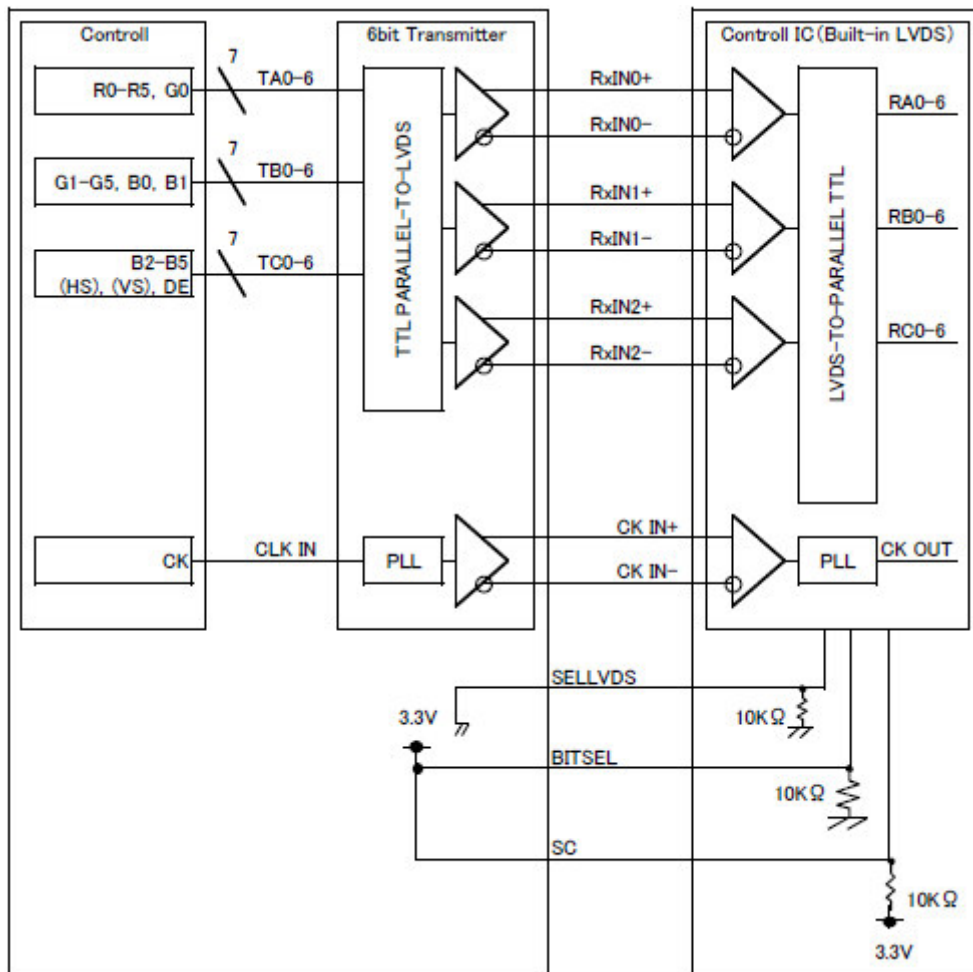 Controll
6bit Transmitter
Controll IC(Built-in LVDS)
R0-R5, G0
7
TA0-6
G1-G5, B0, B1
7
TB0-6
B2-B5
(HS), (VS), DE
7
TC0-6
TTL PARALLEL-TO-LVDS
RxIN0+
RxIN0-
RxIN1+
RxIN1-
RxIN2+
RxIN2-
LVDS-TO-PARALLEL TTL
RA0-6
RB0-6
RC0-6
CK
CLK IN
PLL
CK IN+
CK IN-
PLL
CK OUT
SELLVDS
10KΩ
3.3V
BITSEL
10KΩ
SC
10KΩ
3.3V